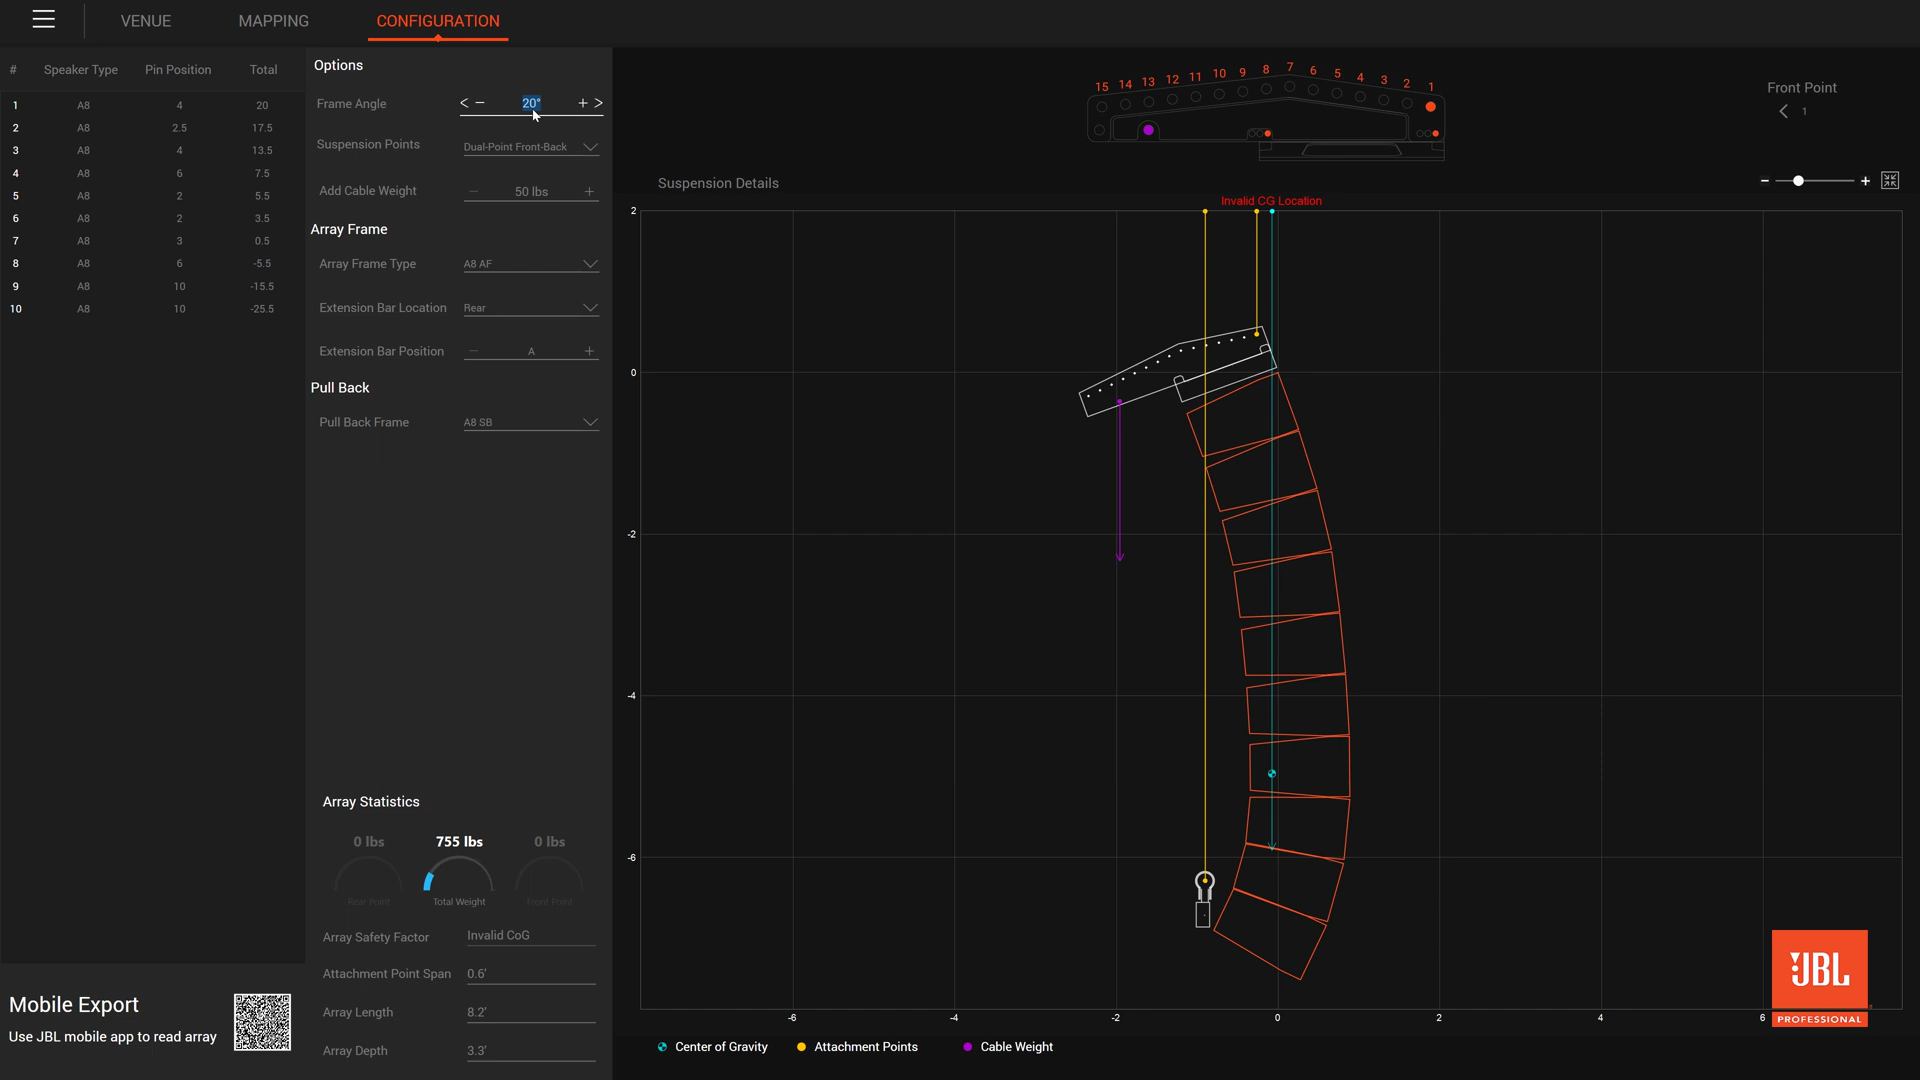 VENUE
MAPPING
CONFIGURATION
# Speaker Type Pin Position Total
1 A8 4 20
2 A8 2.5 17.5
3 A8 4 13.5
4 A8 6 7.5
5 A8 2 5.5
6 A8 2 3.5
7 A8 3 0.5
8 A8 6 -5.5
9 A8 10 -15.5
10 A8 10 -25.5
Mobile Export
Use JBL mobile app to read array
Options
Frame Angle < − 20° + >
Suspension Points Dual-Point Front-Back
Add Cable Weight − 50 lbs +
Array Frame
Array Frame Type A8 AF
Extension Bar Location Rear
Extension Bar Position − A +
Pull Back
Pull Back Frame A8 SB
Array Statistics
0 lbs 755 lbs 0 lbs
Rear Point Total Weight Front Point
Array Safety Factor Invalid CoG
Attachment Point Span 0.6'
Array Length 8.2'
Array Depth 3.3'
15 14 13 12 11 10 9 8 7 6 5 4 3 2 1
Front Point
< 1
Suspension Details
− +
Invalid CG Location
2
0
-2
-4
-6
-6 -4 -2 0 2 4 6
Center of Gravity Attachment Points Cable Weight
JBL
PROFESSIONAL